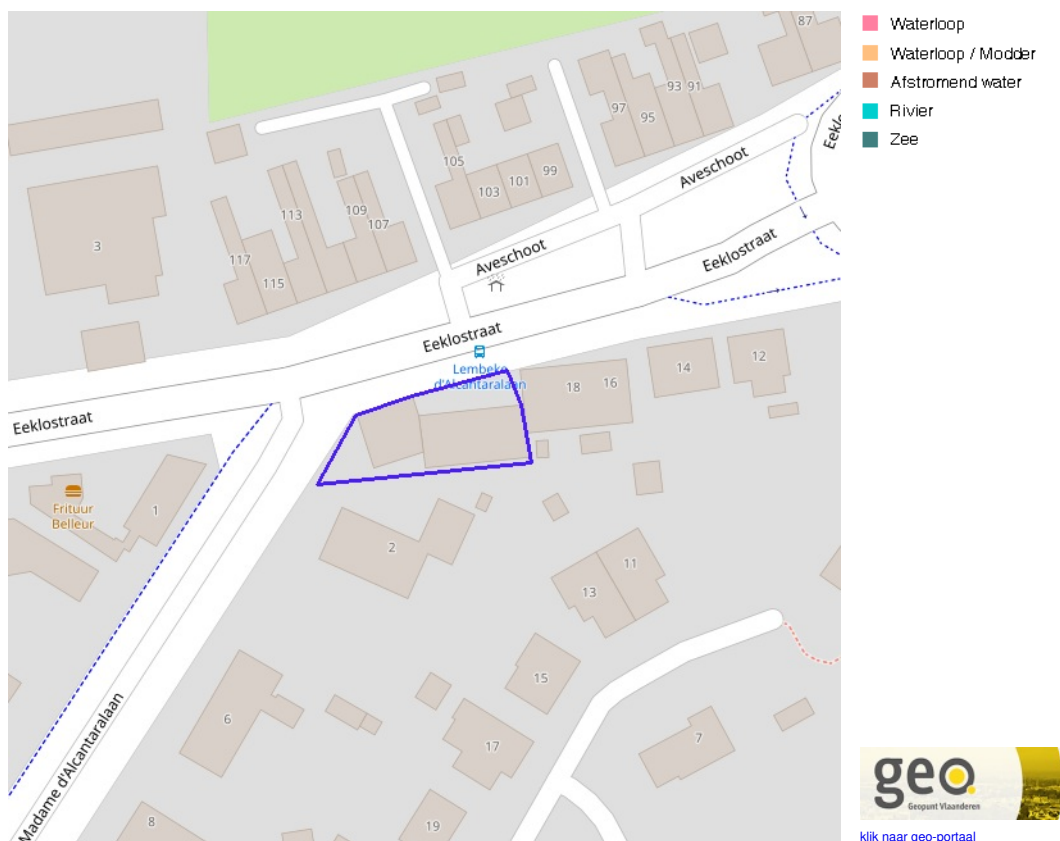 Waterloop
Waterloop / Modder
Afstromend water
Rivier
Zee
87
93
91
97
95
105
103
101
99
113
109
107
117
115
3
Aveschoot
Eeklo
Aveschoot
Eeklostraat
Eeklostraat
Lembeke
d'Alcantaralaan
18
16
14
12
Eeklostraat
Frituur
Belleur
1
2
13
11
15
6
17
7
Madame d'Alcantaralaan
8
19
geo
Geopunt Vlaanderen
klik naar geo-portaal